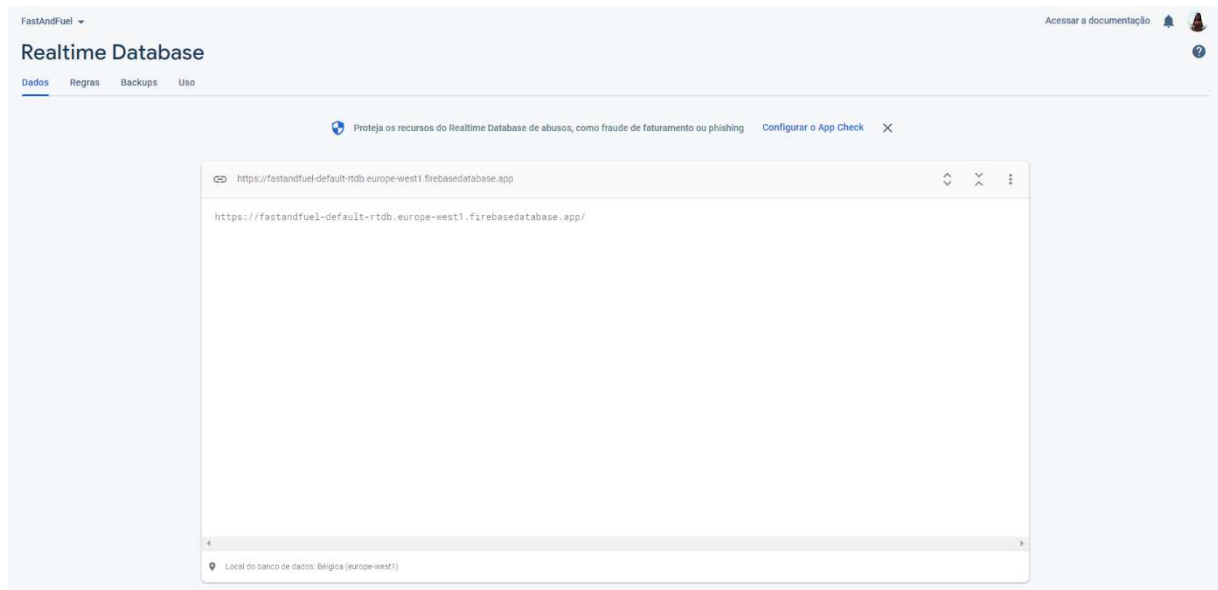 FastAndFuel
Acessar a documentação
Realtime Database
Dados Regras Backups Uso
Proteja os recursos do Realtime Database de abusos, como fraude de faturamento ou phishing Configurar o App Check
https://fastandfuel-default-rtdb.europe-west1.firebasedatabase.app
https://fastandfuel-default-rtdb.europe-west1.firebasedatabase.app/
Local do banco de dados: Bélgica (europe-west1)